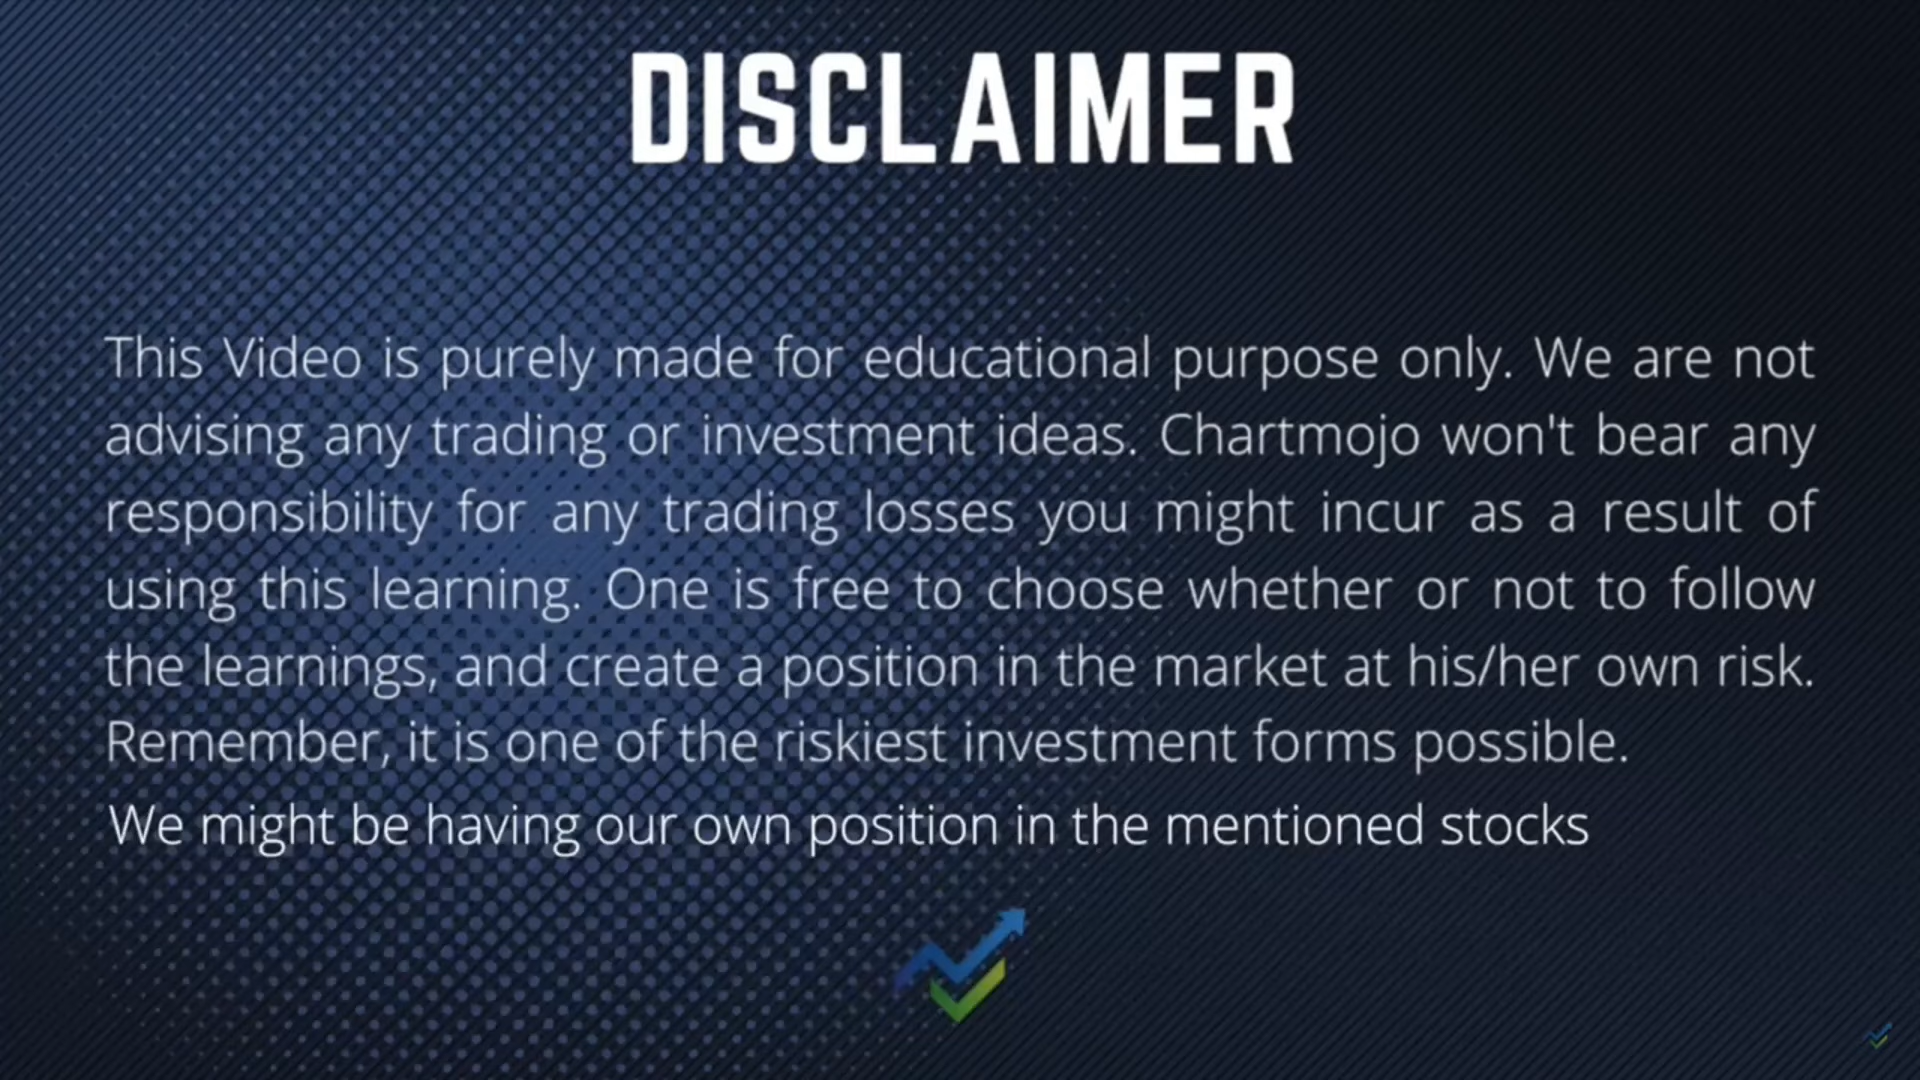 DISCLAIMER
This Video is purely made for educational purpose only. We are not
advising any trading or investment ideas. Chartmojo won't bear any
responsibility for any trading losses you might incur as a result of
using this learning. One is free to choose whether or not to follow
the learnings, and create a position in the market at his/her own risk.
Remember, it is one of the riskiest investment forms possible.
We might be having our own position in the mentioned stocks